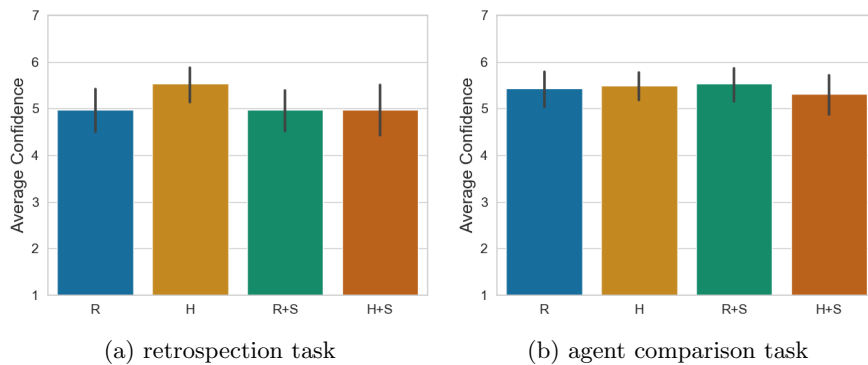 7
6
5
4
3
2
1
Average Confidence
R H R+S H+S
(a) retrospection task
7
6
5
4
3
2
1
Average Confidence
R H R+S H+S
(b) agent comparison task